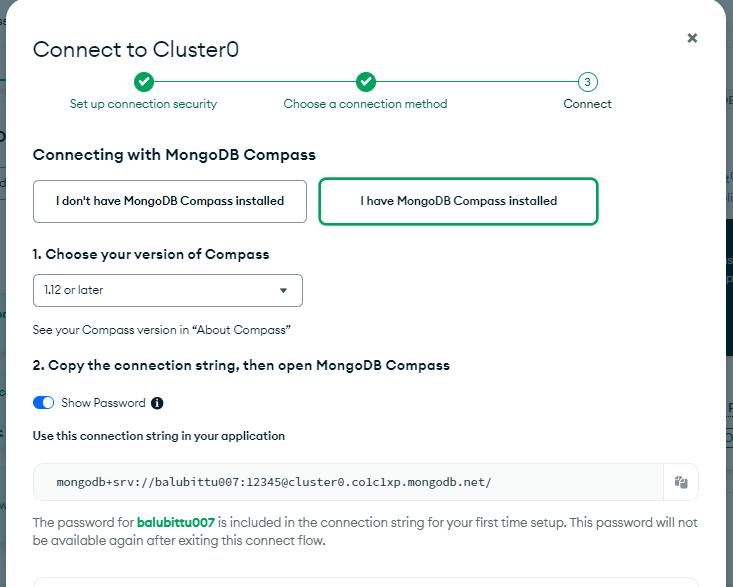 Connect to Cluster0
Set up connection security
Choose a connection method
3
Connect
Connecting with MongoDB Compass
I don't have MongoDB Compass installed
I have MongoDB Compass installed
1. Choose your version of Compass
1.12 or later
See your Compass version in “About Compass”
2. Copy the connection string, then open MongoDB Compass
Show Password
Use this connection string in your application
mongodb+srv://balubittu007:12345@cluster0.co1c1xp.mongodb.net/
The password for balubittu007 is included in the connection string for your first time setup. This password will not
be available again after exiting this connect flow.